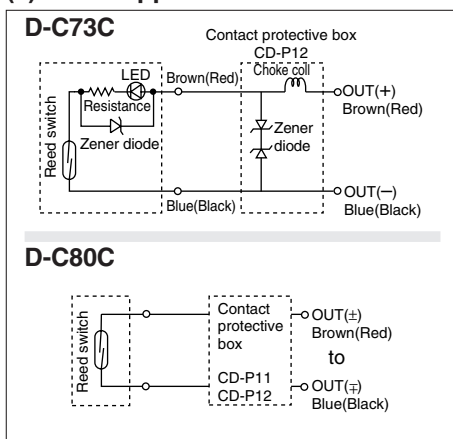 D-C73C
Contact protective box
CD-P12
Choke coil
LED
Brown(Red)
OUT(+)
Brown(Red)
Resistance
Zener diode
Reed switch
Zener
diode
Blue(Black)
OUT(−)
Blue(Black)
D-C80C
Reed switch
Contact
protective
box
CD-P11
CD-P12
OUT(±)
Brown(Red)
to
OUT(∓)
Blue(Black)